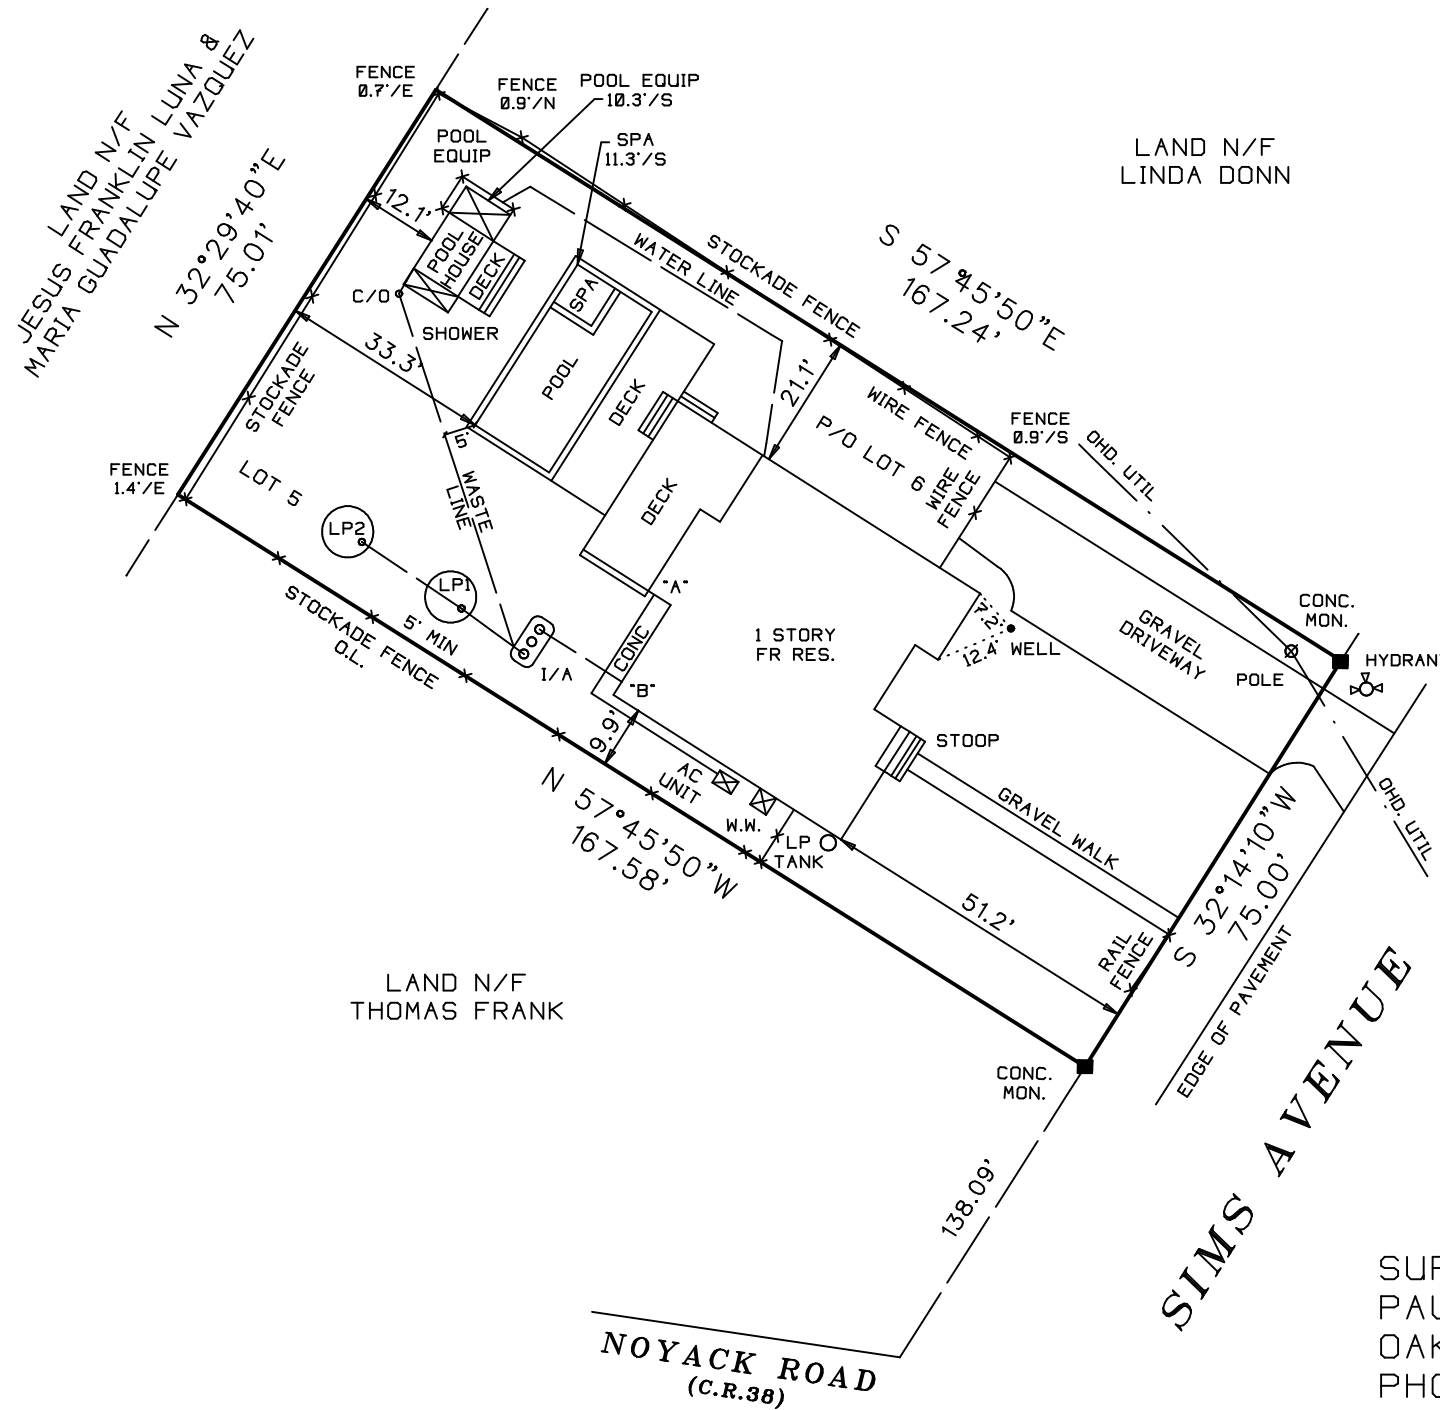 LAND N/F
JESUS FRANKLIN LUNA &
MARIA GUADALUPE VAZQUEZ
N 32°29'40"E
75.01'
FENCE
0.7'/E
FENCE
0.9'/N
POOL EQUIP
10.3'/S
SPA
11.3'/S
POOL
EQUIP
LAND N/F
LINDA DONN
12.1'
POOL
HOUSE
DECK
C/O
SHOWER
WATER LINE
STOCKADE FENCE
S 57°45'50"E
167.24'
SPA
POOL
DECK
33.3'
STOCKADE
FENCE
21.1'
WIRE FENCE
P/O LOT 6
WIRE
FENCE
FENCE
0.9'/S
OHD. UTIL
FENCE
1.4'/E
LOT 5
5'
WASTE
LINE
DECK
LP2
LP1
"A"
STOCKADE FENCE
O.L.
5' MIN
I/A
CONC
"B"
1 STORY
FR RES.
7.2'
12.4'
WELL
GRAVEL
DRIVEWAY
CONC.
MON.
POLE
HYDRANT
STOOP
9.9'
AC
UNIT
W.W.
LP
TANK
N 57°45'50"W
167.58'
GRAVEL WALK
51.2'
RAIL
FENCE
S 32°14'10"W
75.00'
OHD. UTIL
EDGE OF PAVEMENT
LAND N/F
THOMAS FRANK
CONC.
MON.
138.09'
SIMS AVENUE
NOYACK ROAD
(C.R.38)
SUR
PAU
OAK
PHO